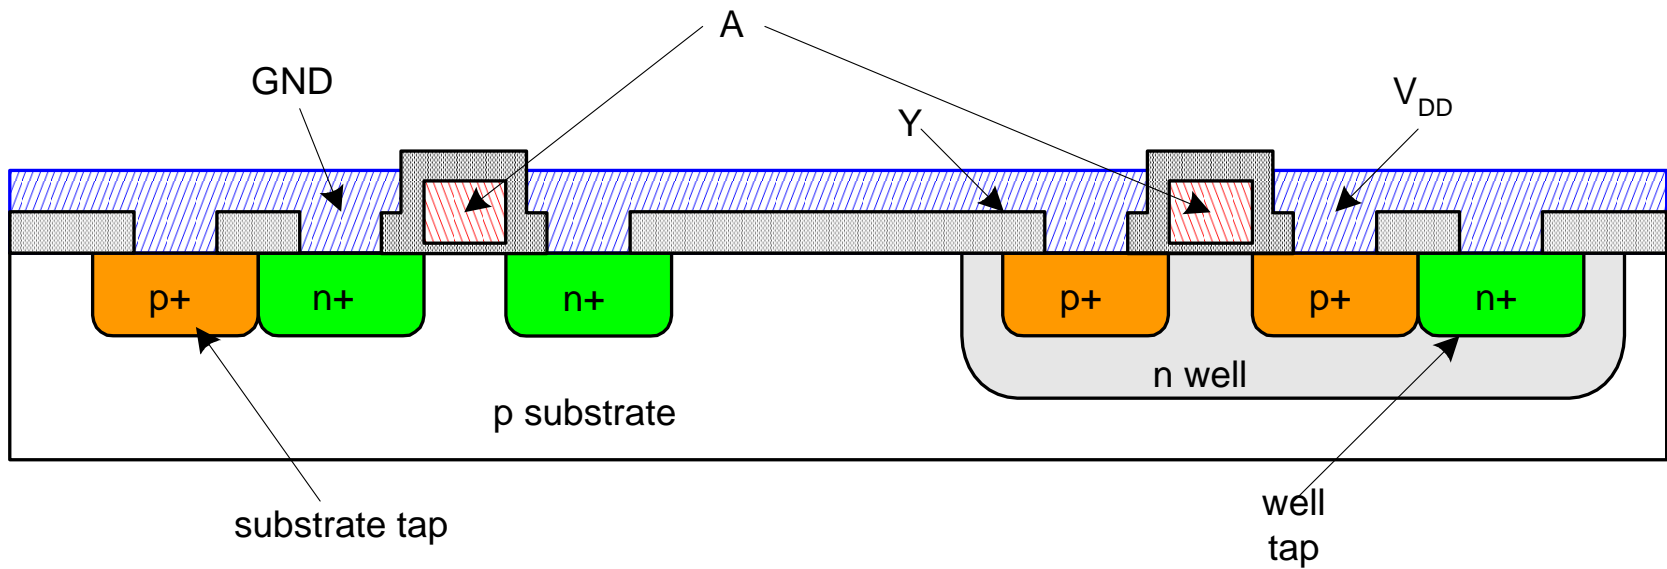 A
GND
Y
VDD
p+
n+
n+
p+
p+
n+
n well
p substrate
substrate tap
well
tap